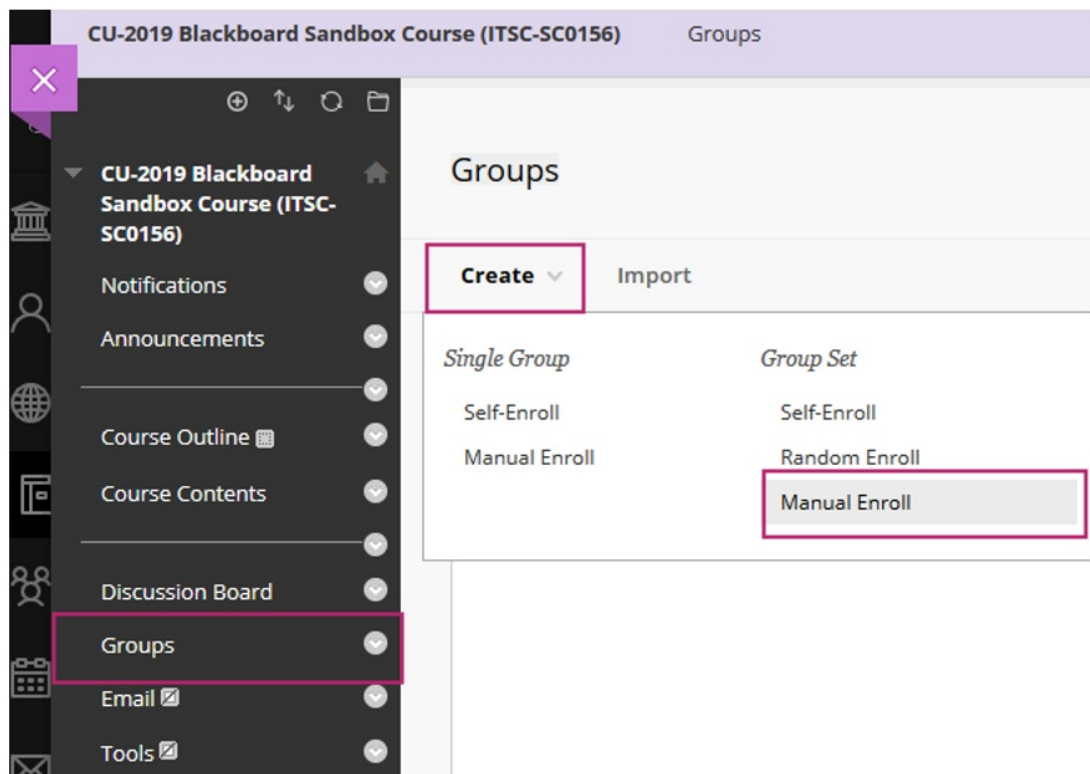 CU-2019 Blackboard Sandbox Course (ITSC-SC0156) Groups
CU-2019 Blackboard
Sandbox Course (ITSC-
SC0156)
Notifications
Announcements
Course Outline
Course Contents
Discussion Board
Groups
Email
Tools
Groups
Create Import
Single Group Group Set
Self-Enroll Self-Enroll
Manual Enroll Random Enroll
Manual Enroll